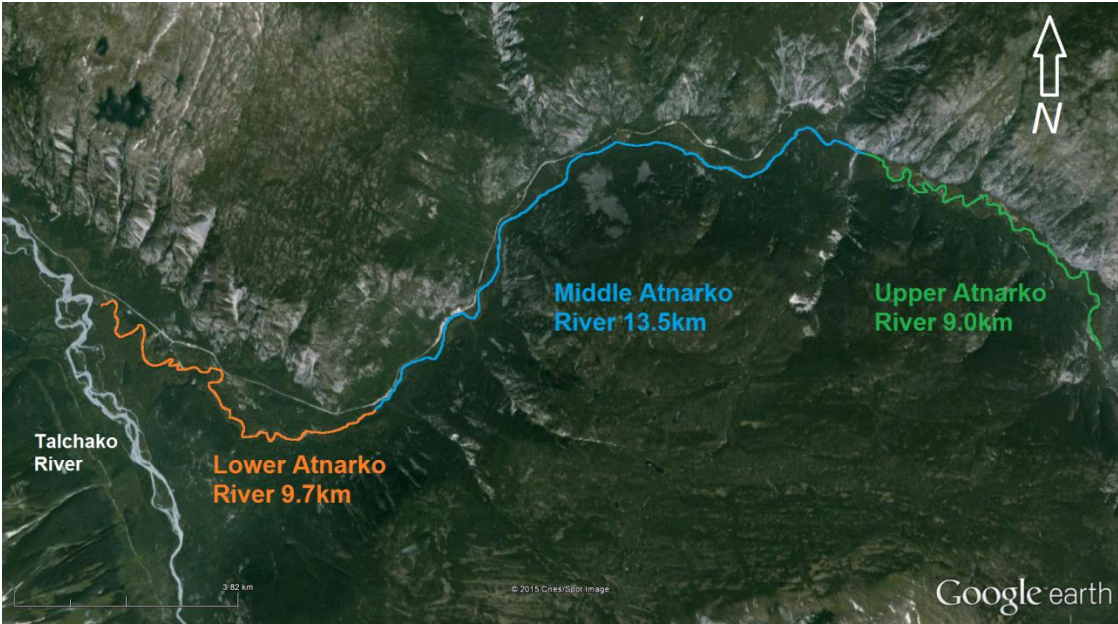 N
Middle Atnarko
River 13.5km
Upper Atnarko
River 9.0km
Talchako
River
Lower Atnarko
River 9.7km
3.82 km
© 2015 Cnes/Spot Image
Google earth